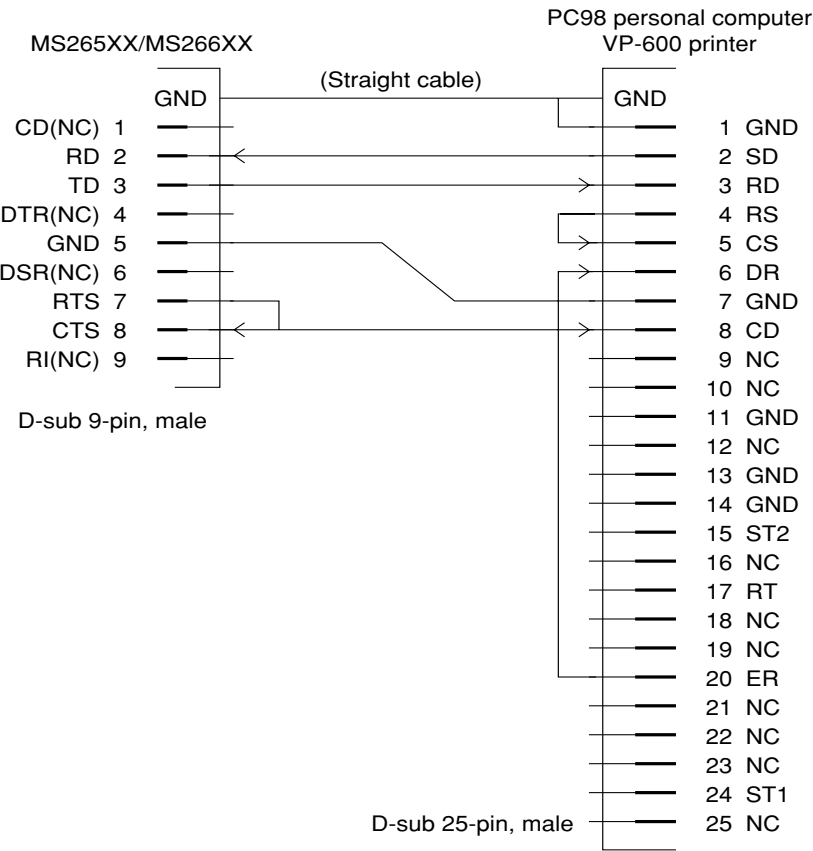 PC98 personal computer
MS265XX/MS266XX
VP-600 printer
(Straight cable)
GND
GND
CD(NC) 1
1 GND
RD 2
2 SD
TD 3
3 RD
DTR(NC) 4
4 RS
GND 5
5 CS
DSR(NC) 6
6 DR
RTS 7
7 GND
CTS 8
8 CD
RI(NC) 9
9 NC
10 NC
D-sub 9-pin, male
11 GND
12 NC
13 GND
14 GND
15 ST2
16 NC
17 RT
18 NC
19 NC
20 ER
21 NC
22 NC
23 NC
24 ST1
D-sub 25-pin, male
25 NC